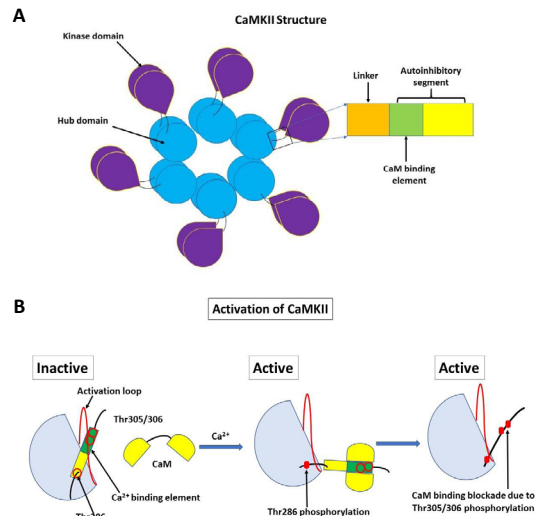 A
CaMKII Structure
Kinase domain
Hub domain
Linker
Autoinhibitory
segment
CaM binding
element
B
Activation of CaMKII
Inactive
Active
Active
Activation loop
Thr305/306
CaM
Ca²⁺
Ca²⁺ binding element
Thr286
Thr286 phosphorylation
CaM binding blockade due to
Thr305/306 phosphorylation